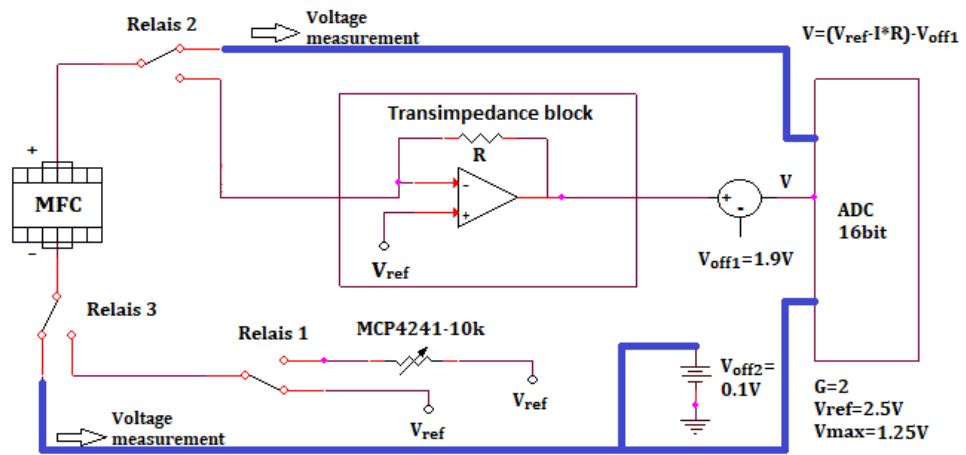 Relais 2
Voltage
measurement
V=(Vref-I*R)-Voff1
Transimpedance block
R
+
MFC
−
-
+
Vref
+
-
V
Voff1=1.9V
ADC
16bit
Relais 3
Relais 1
MCP4241-10k
Vref
Vref
Voff2=
0.1V
Voltage
measurement
G=2
Vref=2.5V
Vmax=1.25V